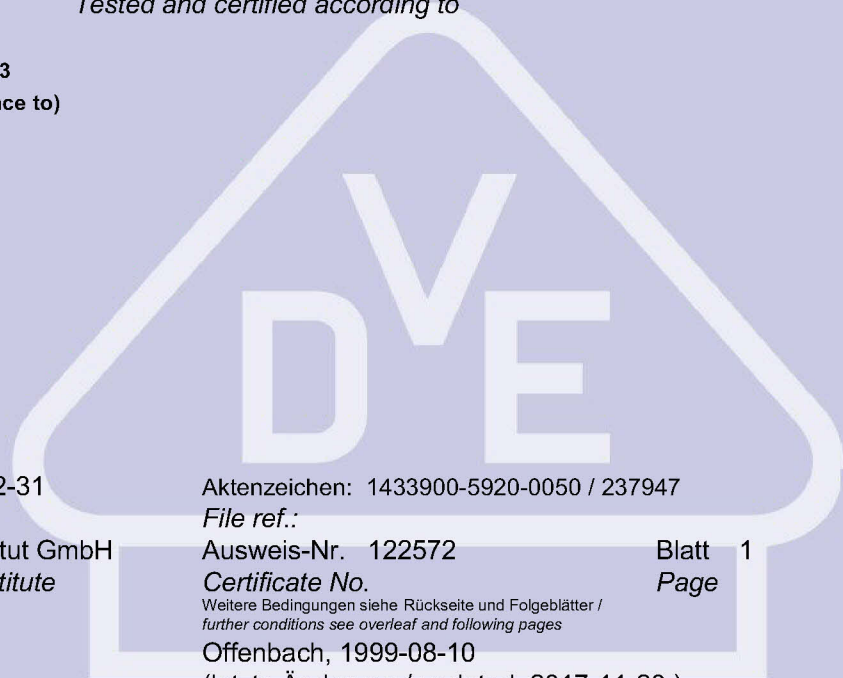 Tested and certified according to
3
ce to)
VDE
2-31
Aktenzeichen: 1433900-5920-0050 / 237947
File ref.:
tut GmbH Ausweis-Nr. 122572 Blatt 1
titute Certificate No. Page
Weitere Bedingungen siehe Rückseite und Folgeblätter /
further conditions see overleaf and following pages
Offenbach, 1999-08-10